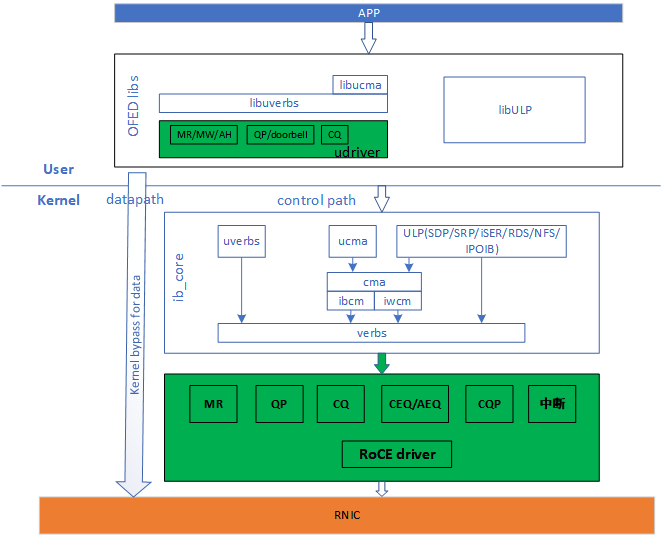 APP
OFED libs
libucma
libuverbs
libULP
MR/MW/AH
QP/doorbell
CQ
udriver
User
Kernel
datapath
control path
Kernel bypass for data
ib_core
uverbs
ucma
ULP(SDP/SRP/iSER/RDS/NFS/
IPOIB)
cma
ibcm
iwcm
verbs
MR
QP
CQ
CEQ/AEQ
CQP
中断
RoCE driver
RNIC